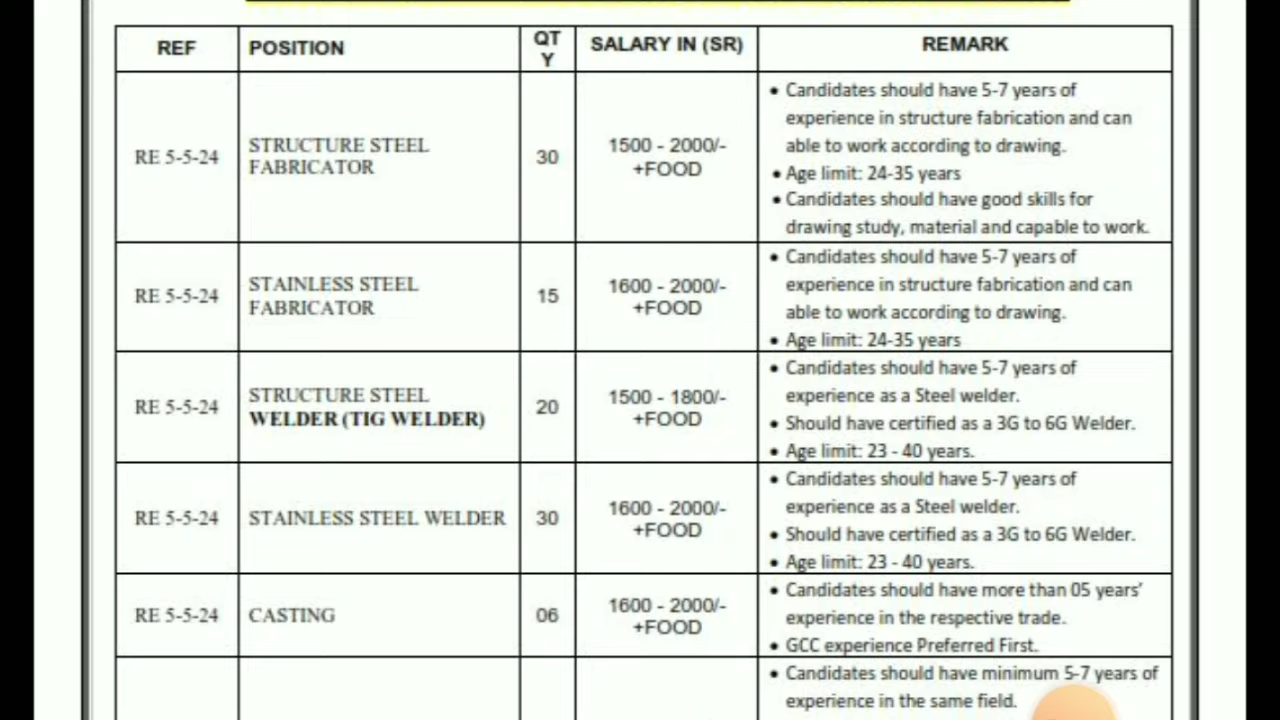 REF POSITION QT Y SALARY IN (SR) REMARK
RE 5-5-24
STRUCTURE STEEL
FABRICATOR
30
1500 - 2000/-
+FOOD
• Candidates should have 5-7 years of
experience in structure fabrication and can
able to work according to drawing.
• Age limit: 24-35 years
• Candidates should have good skills for
drawing study, material and capable to work.
RE 5-5-24
STAINLESS STEEL
FABRICATOR
15
1600 - 2000/-
+FOOD
• Candidates should have 5-7 years of
experience in structure fabrication and can
able to work according to drawing.
• Age limit: 24-35 years
RE 5-5-24
STRUCTURE STEEL
WELDER (TIG WELDER)
20
1500 - 1800/-
+FOOD
• Candidates should have 5-7 years of
experience as a Steel welder.
• Should have certified as a 3G to 6G Welder.
• Age limit: 23 - 40 years.
RE 5-5-24
STAINLESS STEEL WELDER
30
1600 - 2000/-
+FOOD
• Candidates should have 5-7 years of
experience as a Steel welder.
• Should have certified as a 3G to 6G Welder.
• Age limit: 23 - 40 years.
RE 5-5-24
CASTING
06
1600 - 2000/-
+FOOD
• Candidates should have more than 05 years’
experience in the respective trade.
• GCC experience Preferred First.
• Candidates should have minimum 5-7 years of
experience in the same field.